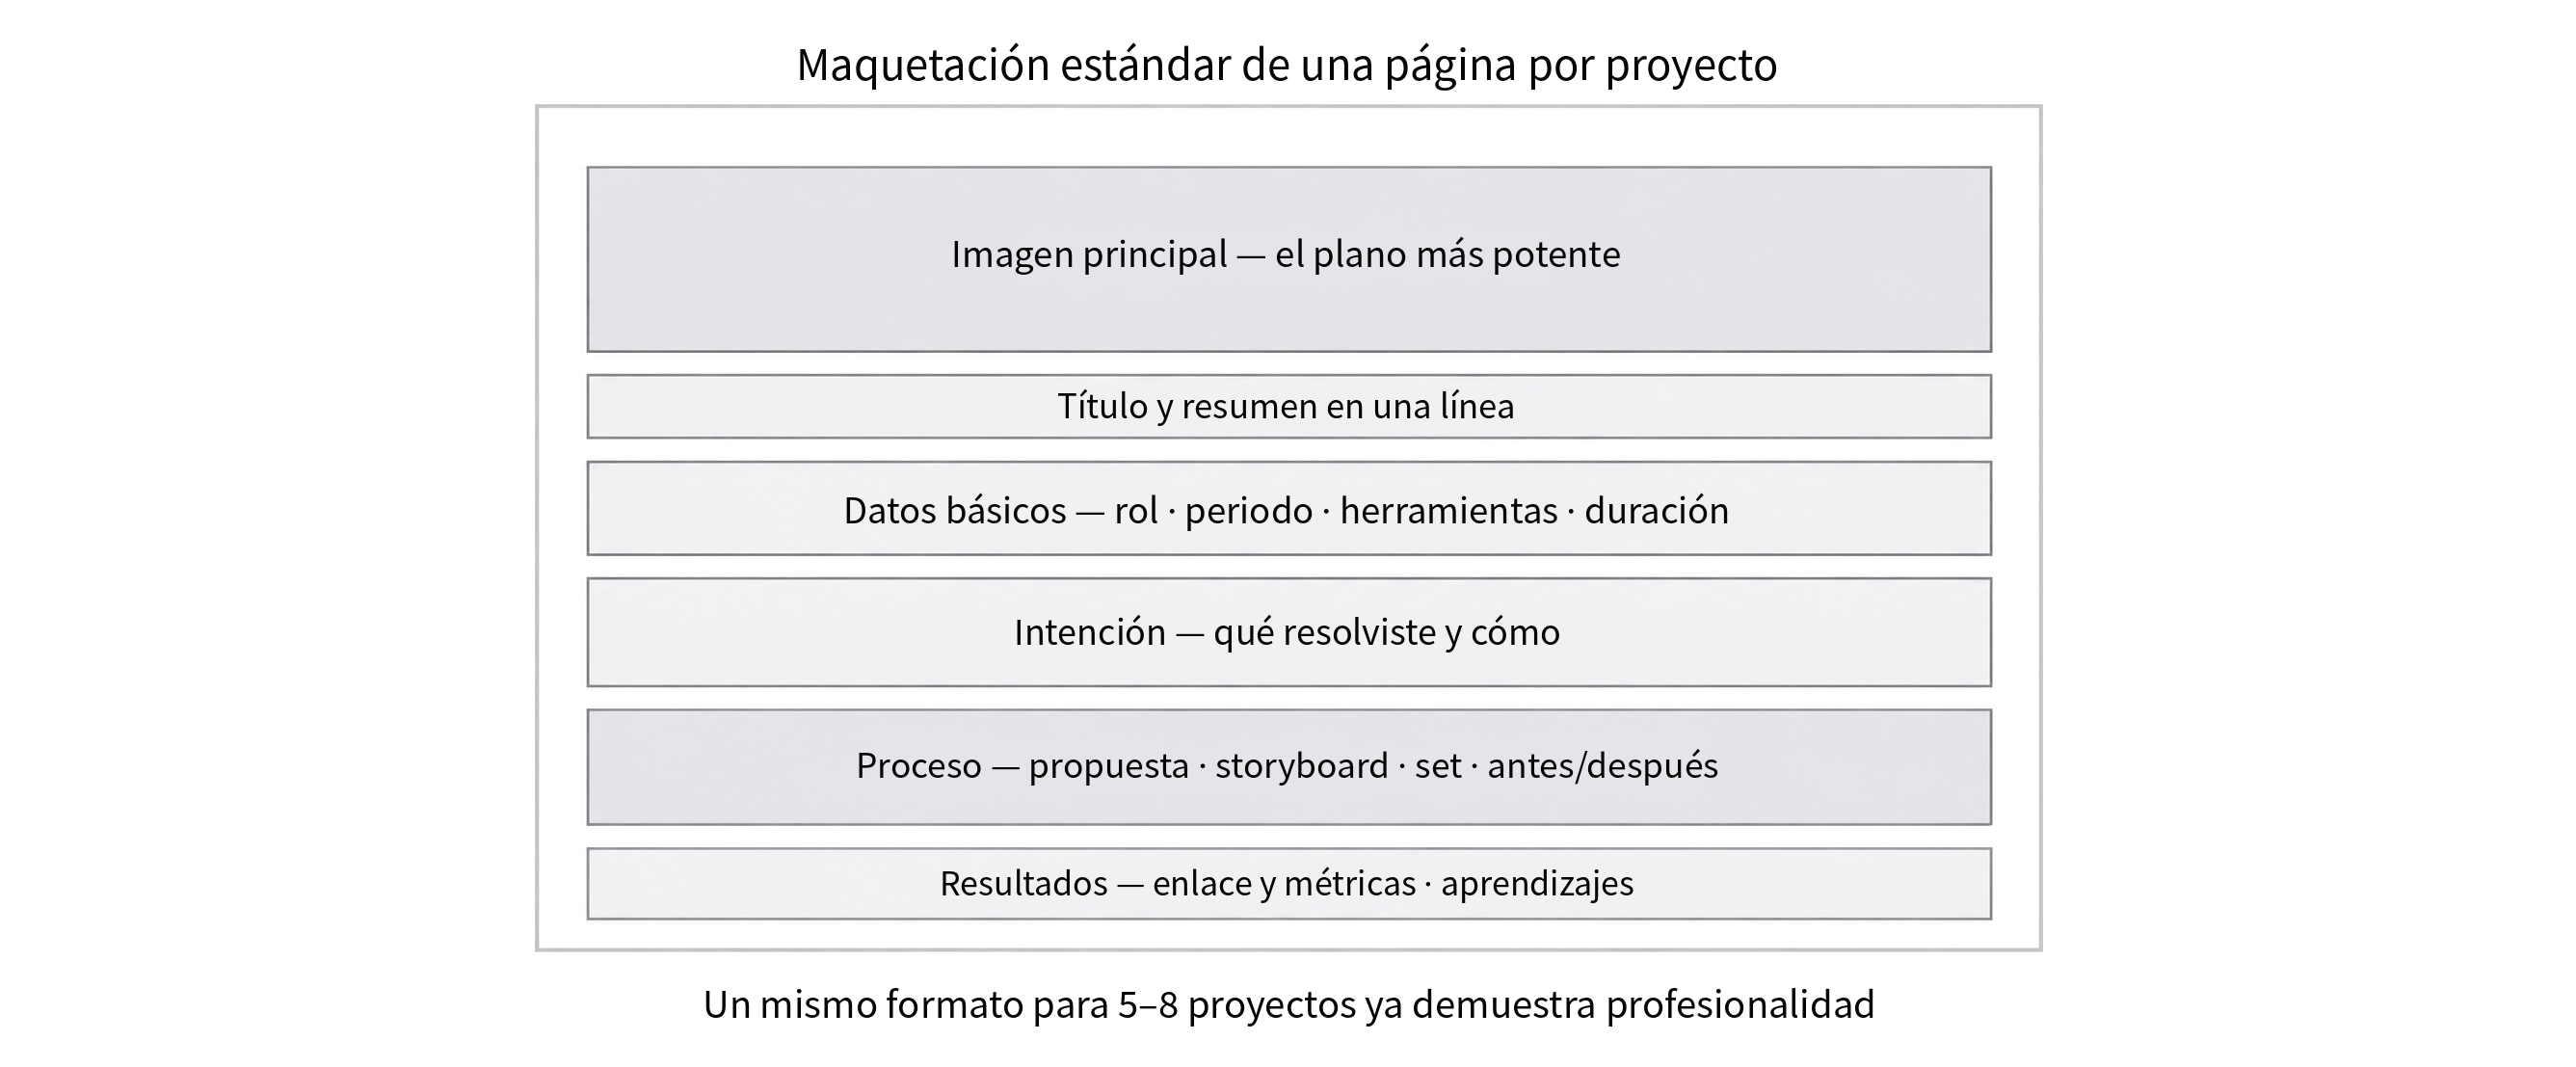 Maquetación estándar de una página por proyecto
Imagen principal — el plano más potente
Título y resumen en una línea
Datos básicos — rol · periodo · herramientas · duración
Intención — qué resolviste y cómo
Proceso — propuesta · storyboard · set · antes/después
Resultados — enlace y métricas · aprendizajes
Un mismo formato para 5–8 proyectos ya demuestra profesionalidad